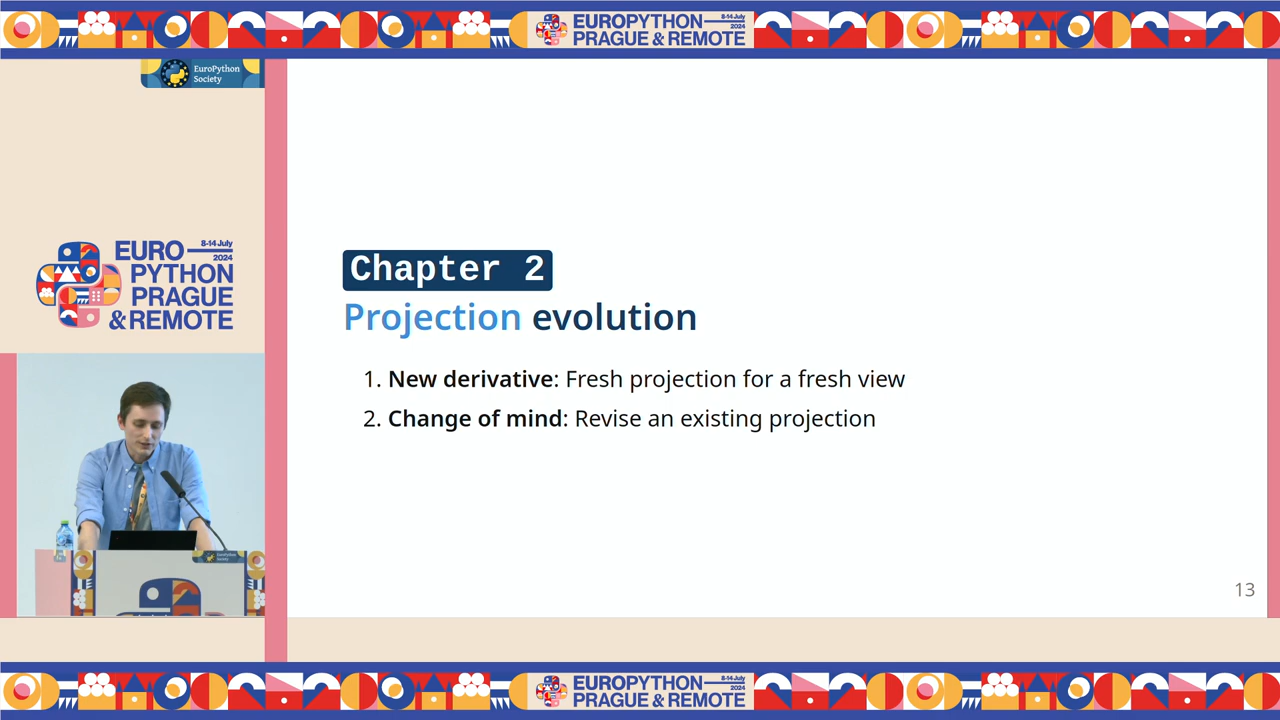 EUROPYTHON 8-14 July
PRAGUE & REMOTE 2024
EuroPython
Society
EURO 8-14 July
2024
PYTHON
PRAGUE
& REMOTE
Chapter 2
Projection evolution
1. New derivative: Fresh projection for a fresh view
2. Change of mind: Revise an existing projection
13
EuroPython
Society
EUROPYTHON 8-14 July
PRAGUE & REMOTE 2024